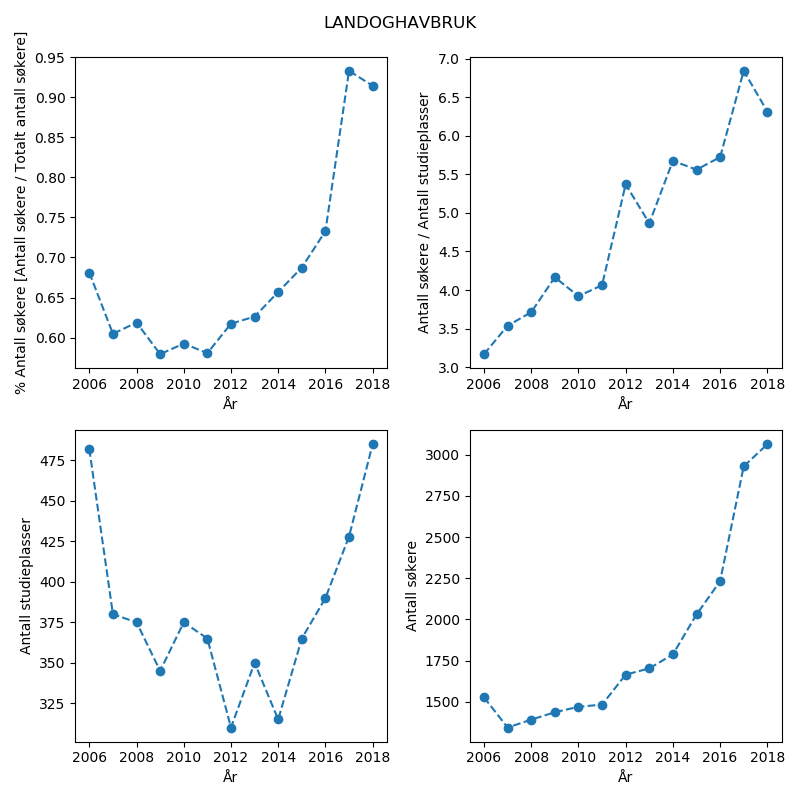 LANDOGHAVBRUK
% Antall søkere [Antall søkere / Totalt antall søkere]
0.95
0.90
0.85
0.80
0.75
0.70
0.65
0.60
2006 2008 2010 2012 2014 2016 2018
År
Antall søkere / Antall studieplasser
7.0
6.5
6.0
5.5
5.0
4.5
4.0
3.5
3.0
2006 2008 2010 2012 2014 2016 2018
År
Antall studieplasser
475
450
425
400
375
350
325
2006 2008 2010 2012 2014 2016 2018
År
Antall søkere
3000
2750
2500
2250
2000
1750
1500
2006 2008 2010 2012 2014 2016 2018
År